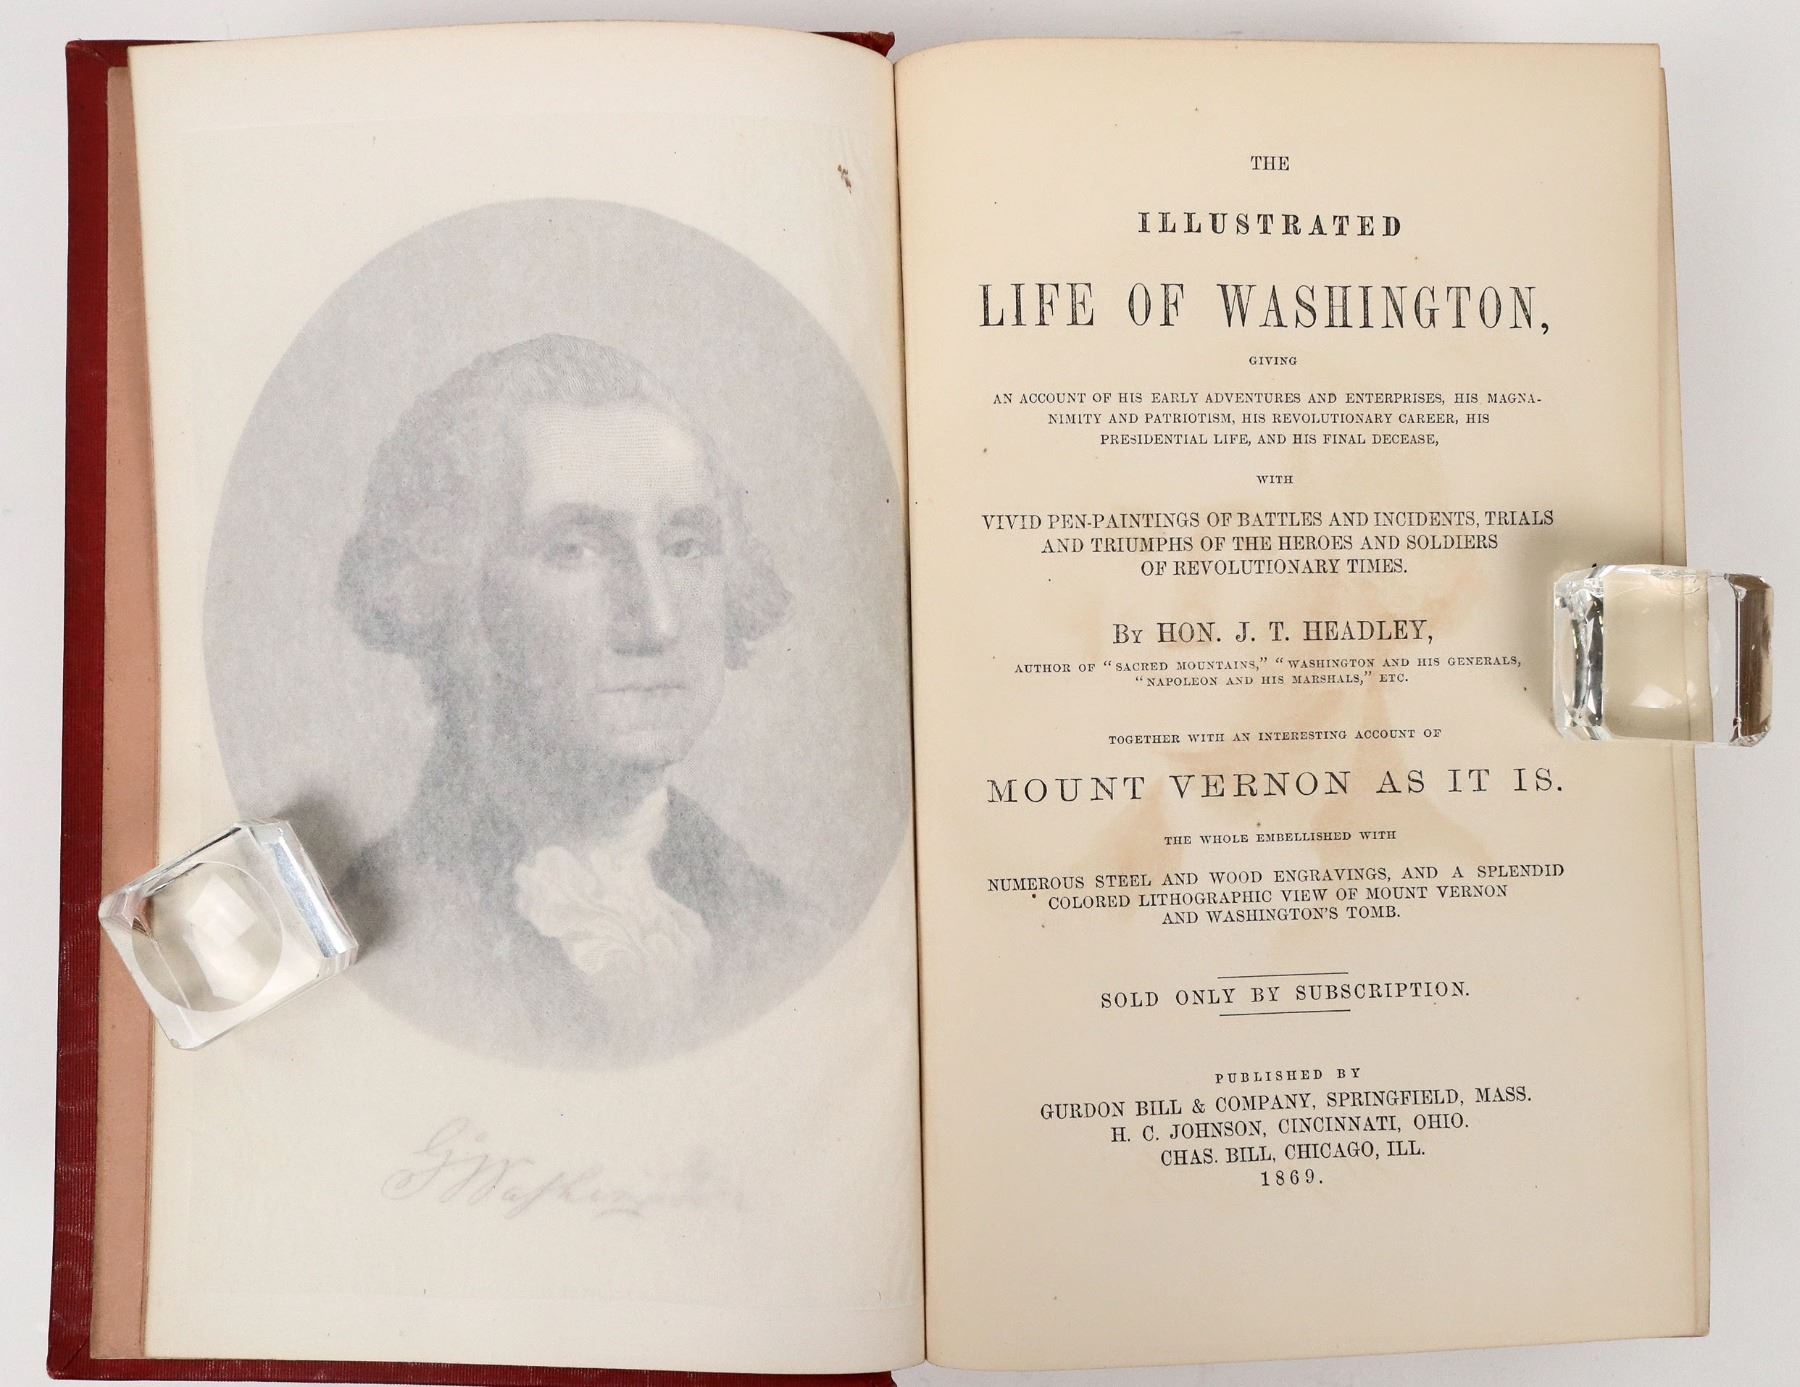 G Washington
THE
ILLUSTRATED
LIFE OF WASHINGTON,
GIVING
AN ACCOUNT OF HIS EARLY ADVENTURES AND ENTERPRISES, HIS MAGNA-
NIMITY AND PATRIOTISM, HIS REVOLUTIONARY CAREER, HIS
PRESIDENTIAL LIFE, AND HIS FINAL DECEASE,
WITH
VIVID PEN-PAINTINGS OF BATTLES AND INCIDENTS, TRIALS
AND TRIUMPHS OF THE HEROES AND SOLDIERS
OF REVOLUTIONARY TIMES.
BY HON. J. T. HEADLEY,
AUTHOR OF "SACRED MOUNTAINS," "WASHINGTON AND HIS GENERALS,
"NAPOLEON AND HIS MARSHALS," ETC.
TOGETHER WITH AN INTERESTING ACCOUNT OF
MOUNT VERNON AS IT IS.
THE WHOLE EMBELLISHED WITH
NUMEROUS STEEL AND WOOD ENGRAVINGS, AND A SPLENDID
COLORED LITHOGRAPHIC VIEW OF MOUNT VERNON
AND WASHINGTON'S TOMB.
SOLD ONLY BY SUBSCRIPTION.
PUBLISHED BY
GURDON BILL & COMPANY, SPRINGFIELD, MASS.
H. C. JOHNSON, CINCINNATI, OHIO.
CHAS. BILL, CHICAGO, ILL.
1869.